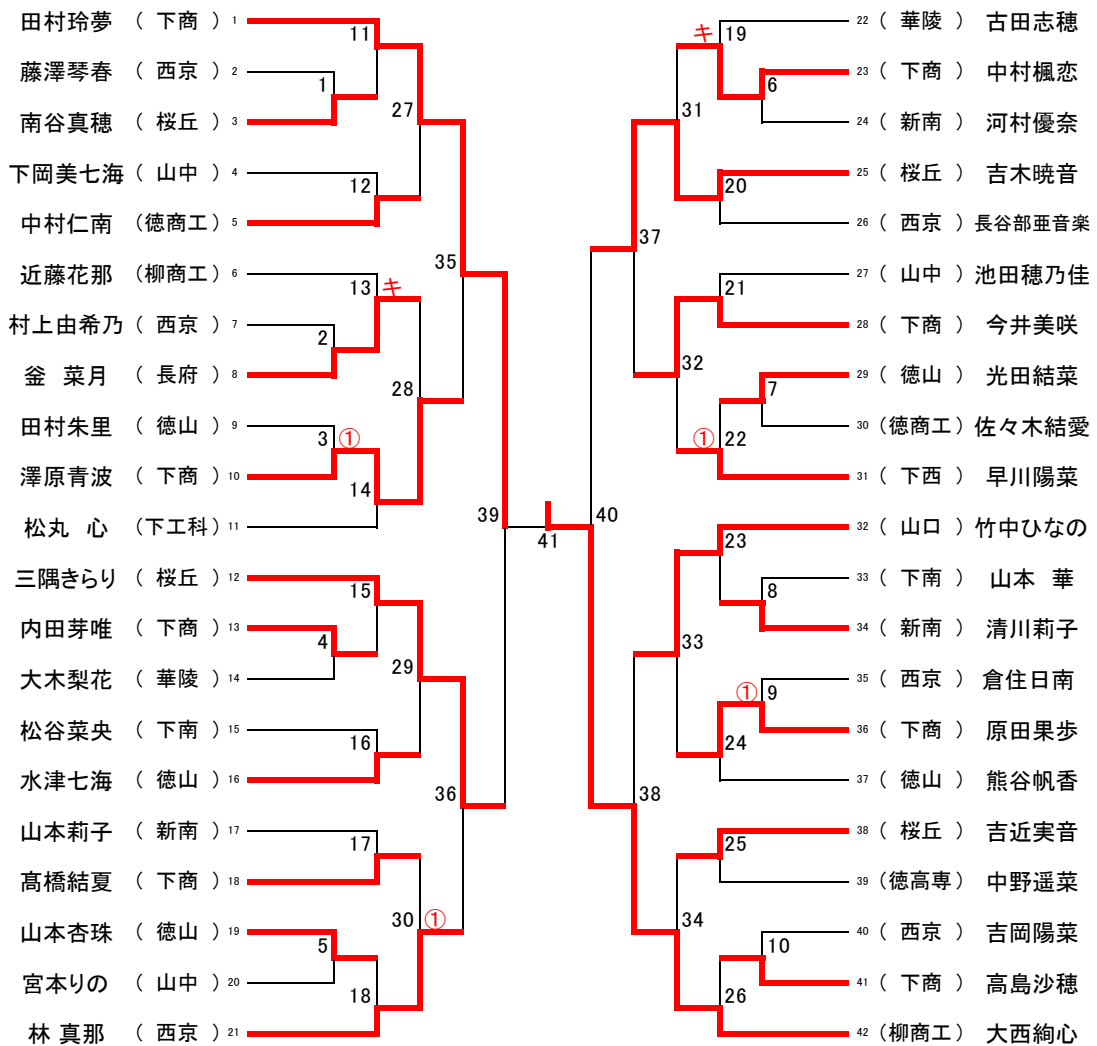 田村玲夢 ( 下商 ) 1
藤澤琴春 ( 西京 ) 2
南谷真穂 ( 桜丘 ) 3
下岡美七海 ( 山中 ) 4
中村仁南 (徳商工) 5
近藤花那 (柳商工) 6
村上由希乃 ( 西京 ) 7
釜 菜月 ( 長府 ) 8
田村朱里 ( 徳山 ) 9
澤原青波 ( 下商 ) 10
松丸 心 (下工科) 11
三隅きらり ( 桜丘 ) 12
内田芽唯 ( 下商 ) 13
大木梨花 ( 華陵 ) 14
松谷菜央 ( 下南 ) 15
水津七海 ( 徳山 ) 16
山本莉子 ( 新南 ) 17
髙橋結夏 ( 下商 ) 18
山本杏珠 ( 徳山 ) 19
宮本りの ( 山中 ) 20
林 真那 ( 西京 ) 21
1
2
3 ①
4
5
11
12
13 キ
14
15
16
17
18
27
28
29
30 ①
35
36
39
41
40
37
38
31
32
33
34
キ 19
20
21
① 22
23
24
25
26
6
7
8
① 9
10
22 ( 華陵 ) 古田志穂
23 ( 下商 ) 中村楓恋
24 ( 新南 ) 河村優奈
25 ( 桜丘 ) 吉木暁音
26 ( 西京 ) 長谷部亜音楽
27 ( 山中 ) 池田穂乃佳
28 ( 下商 ) 今井美咲
29 ( 徳山 ) 光田結菜
30 (徳商工) 佐々木結愛
31 ( 下西 ) 早川陽菜
32 ( 山口 ) 竹中ひなの
33 ( 下南 ) 山本 華
34 ( 新南 ) 清川莉子
35 ( 西京 ) 倉住日南
36 ( 下商 ) 原田果歩
37 ( 徳山 ) 熊谷帆香
38 ( 桜丘 ) 吉近実音
39 (徳高専) 中野遥菜
40 ( 西京 ) 吉岡陽菜
41 ( 下商 ) 高島沙穂
42 (柳商工) 大西絢心